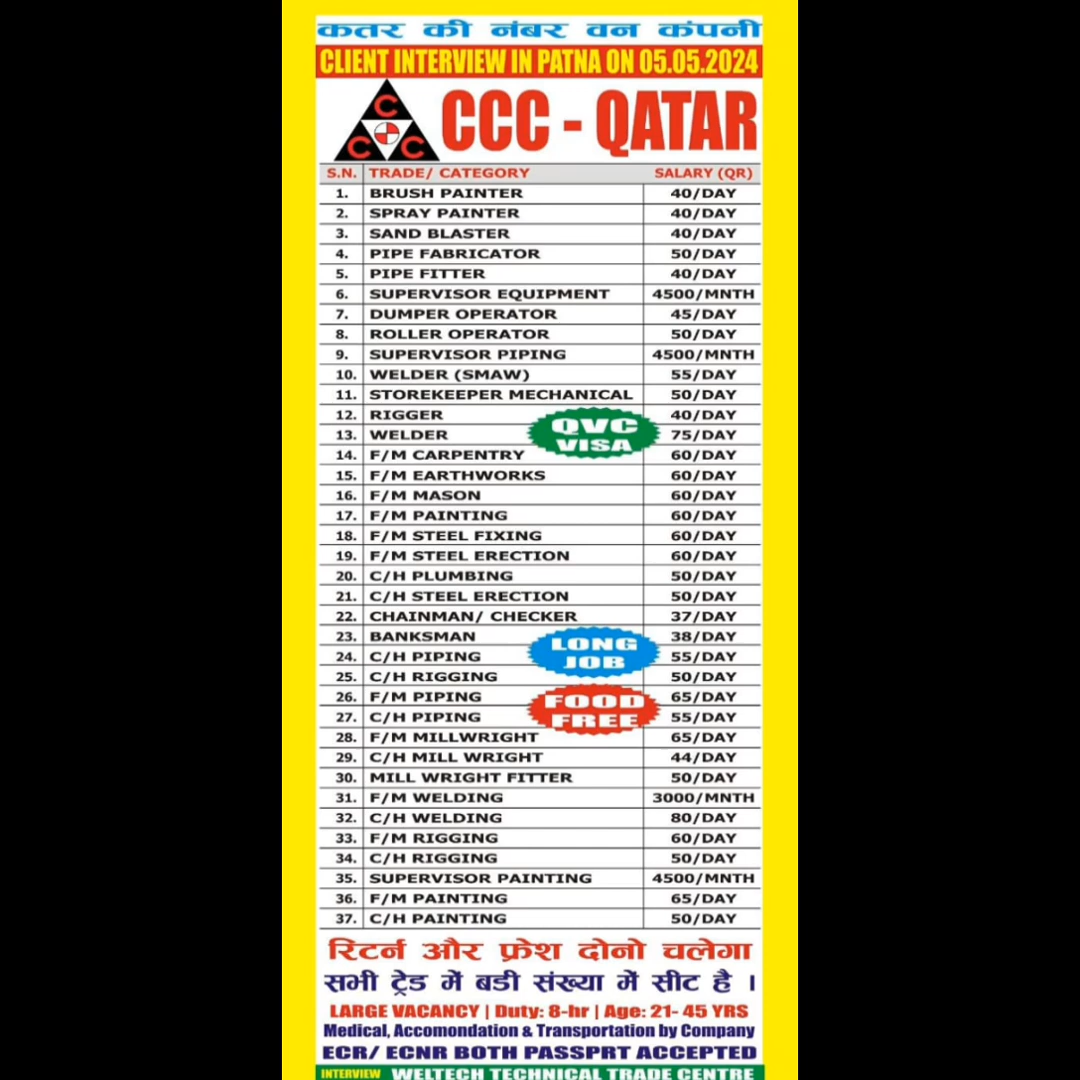 कतर की नंबर वन कंपनी
CLIENT INTERVIEW IN PATNA ON 05.05.2024
C
C C
CCC - QATAR
S.N. TRADE/ CATEGORY SALARY (QR)
1. BRUSH PAINTER 40/DAY
2. SPRAY PAINTER 40/DAY
3. SAND BLASTER 40/DAY
4. PIPE FABRICATOR 50/DAY
5. PIPE FITTER 40/DAY
6. SUPERVISOR EQUIPMENT 4500/MNTH
7. DUMPER OPERATOR 45/DAY
8. ROLLER OPERATOR 50/DAY
9. SUPERVISOR PIPING 4500/MNTH
10. WELDER (SMAW) 55/DAY
11. STOREKEEPER MECHANICAL 50/DAY
12. RIGGER 40/DAY
13. WELDER 75/DAY
QVC
VISA
14. F/M CARPENTRY 60/DAY
15. F/M EARTHWORKS 60/DAY
16. F/M MASON 60/DAY
17. F/M PAINTING 60/DAY
18. F/M STEEL FIXING 60/DAY
19. F/M STEEL ERECTION 60/DAY
20. C/H PLUMBING 50/DAY
21. C/H STEEL ERECTION 50/DAY
22. CHAINMAN/ CHECKER 37/DAY
23. BANKSMAN 38/DAY
24. C/H PIPING 55/DAY
LONG
JOB
25. C/H RIGGING 50/DAY
26. F/M PIPING 65/DAY
27. C/H PIPING 55/DAY
FOOD
FREE
28. F/M MILLWRIGHT 65/DAY
29. C/H MILL WRIGHT 44/DAY
30. MILL WRIGHT FITTER 50/DAY
31. F/M WELDING 3000/MNTH
32. C/H WELDING 80/DAY
33. F/M RIGGING 60/DAY
34. C/H RIGGING 50/DAY
35. SUPERVISOR PAINTING 4500/MNTH
36. F/M PAINTING 65/DAY
37. C/H PAINTING 50/DAY
रिटर्न और फ्रेश दोनो चलेगा
सभी ट्रेड में बडी संख्या में सीट है ।
LARGE VACANCY | Duty: 8-hr | Age: 21- 45 YRS
Medical, Accomondation & Transportation by Company
ECR/ ECNR BOTH PASSPRT ACCEPTED
INTERVIEW WELTECH TECHNICAL TRADE CENTRE